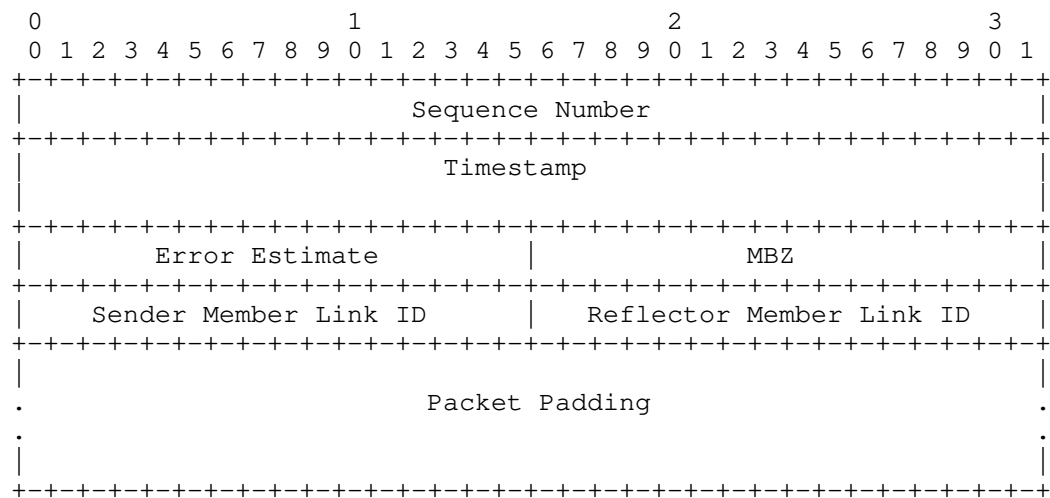 0                   1                   2                   3
 0 1 2 3 4 5 6 7 8 9 0 1 2 3 4 5 6 7 8 9 0 1 2 3 4 5 6 7 8 9 0 1
+-+-+-+-+-+-+-+-+-+-+-+-+-+-+-+-+-+-+-+-+-+-+-+-+-+-+-+-+-+-+-+-+
|                        Sequence Number                        |
+-+-+-+-+-+-+-+-+-+-+-+-+-+-+-+-+-+-+-+-+-+-+-+-+-+-+-+-+-+-+-+-+
|                          Timestamp                            |
|                                                               |
+-+-+-+-+-+-+-+-+-+-+-+-+-+-+-+-+-+-+-+-+-+-+-+-+-+-+-+-+-+-+-+-+
|        Error Estimate         |             MBZ               |
+-+-+-+-+-+-+-+-+-+-+-+-+-+-+-+-+-+-+-+-+-+-+-+-+-+-+-+-+-+-+-+-+
|    Sender Member Link ID      |   Reflector Member Link ID    |
+-+-+-+-+-+-+-+-+-+-+-+-+-+-+-+-+-+-+-+-+-+-+-+-+-+-+-+-+-+-+-+-+
|                                                               |
.                         Packet Padding                        .
.                                                               .
|                                                               |
+-+-+-+-+-+-+-+-+-+-+-+-+-+-+-+-+-+-+-+-+-+-+-+-+-+-+-+-+-+-+-+-+